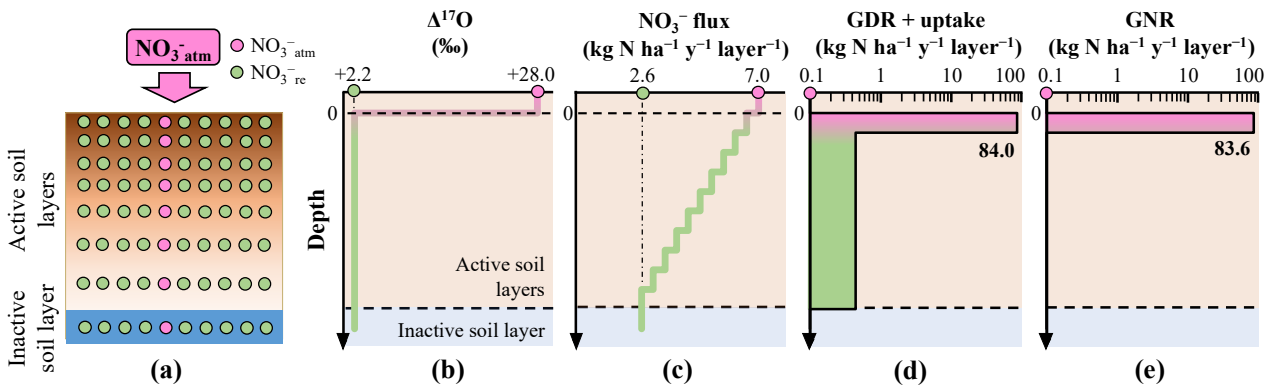 NO₃⁻atm
NO₃⁻atm
NO₃⁻re
Active soil
layers
Inactive
soil layer
(a)
Δ¹⁷O
(‰)
+2.2
+28.0
0
Depth
Active soil
layers
Inactive soil layer
(b)
NO₃⁻ flux
(kg N ha⁻¹ y⁻¹ layer⁻¹)
2.6
7.0
0
(c)
GDR + uptake
(kg N ha⁻¹ y⁻¹ layer⁻¹)
0.1 1 10 100
0
84.0
(d)
GNR
(kg N ha⁻¹ y⁻¹ layer⁻¹)
0.1 1 10 100
0
83.6
(e)